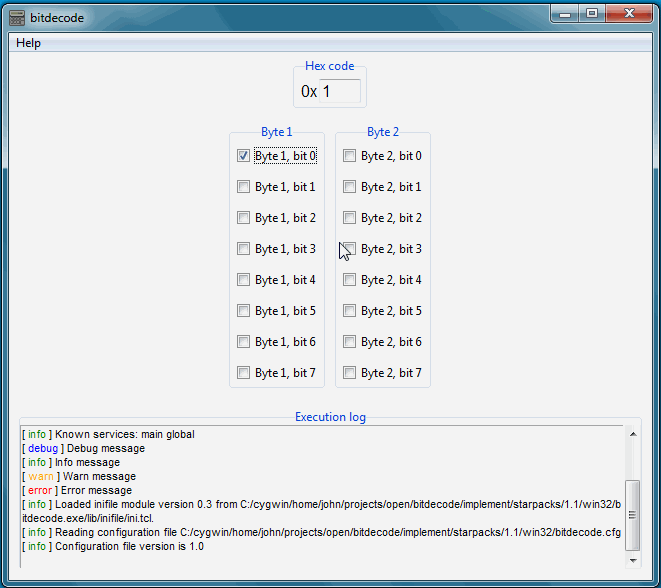 bitdecode
Help
Hex code
0x 1
Byte 1 Byte 2
Byte 1, bit 0 Byte 2, bit 0
Byte 1, bit 1 Byte 2, bit 1
Byte 1, bit 2 Byte 2, bit 2
Byte 1, bit 3 Byte 2, bit 3
Byte 1, bit 4 Byte 2, bit 4
Byte 1, bit 5 Byte 2, bit 5
Byte 1, bit 6 Byte 2, bit 6
Byte 1, bit 7 Byte 2, bit 7
Execution log
[ info ] Known services: main global
[ debug ] Debug message
[ info ] Info message
[ warn ] Warn message
[ error ] Error message
[ info ] Loaded inifile module version 0.3 from C:/cygwin/home/john/projects/open/bitdecode/implement/starpacks/1.1/win32/b
itdecode.exe/lib/inifile/ini.tcl.
[ info ] Reading configuration file C:/cygwin/home/john/projects/open/bitdecode/implement/starpacks/1.1/win32/bitdecode.cfg
[ info ] Configuration file version is 1.0